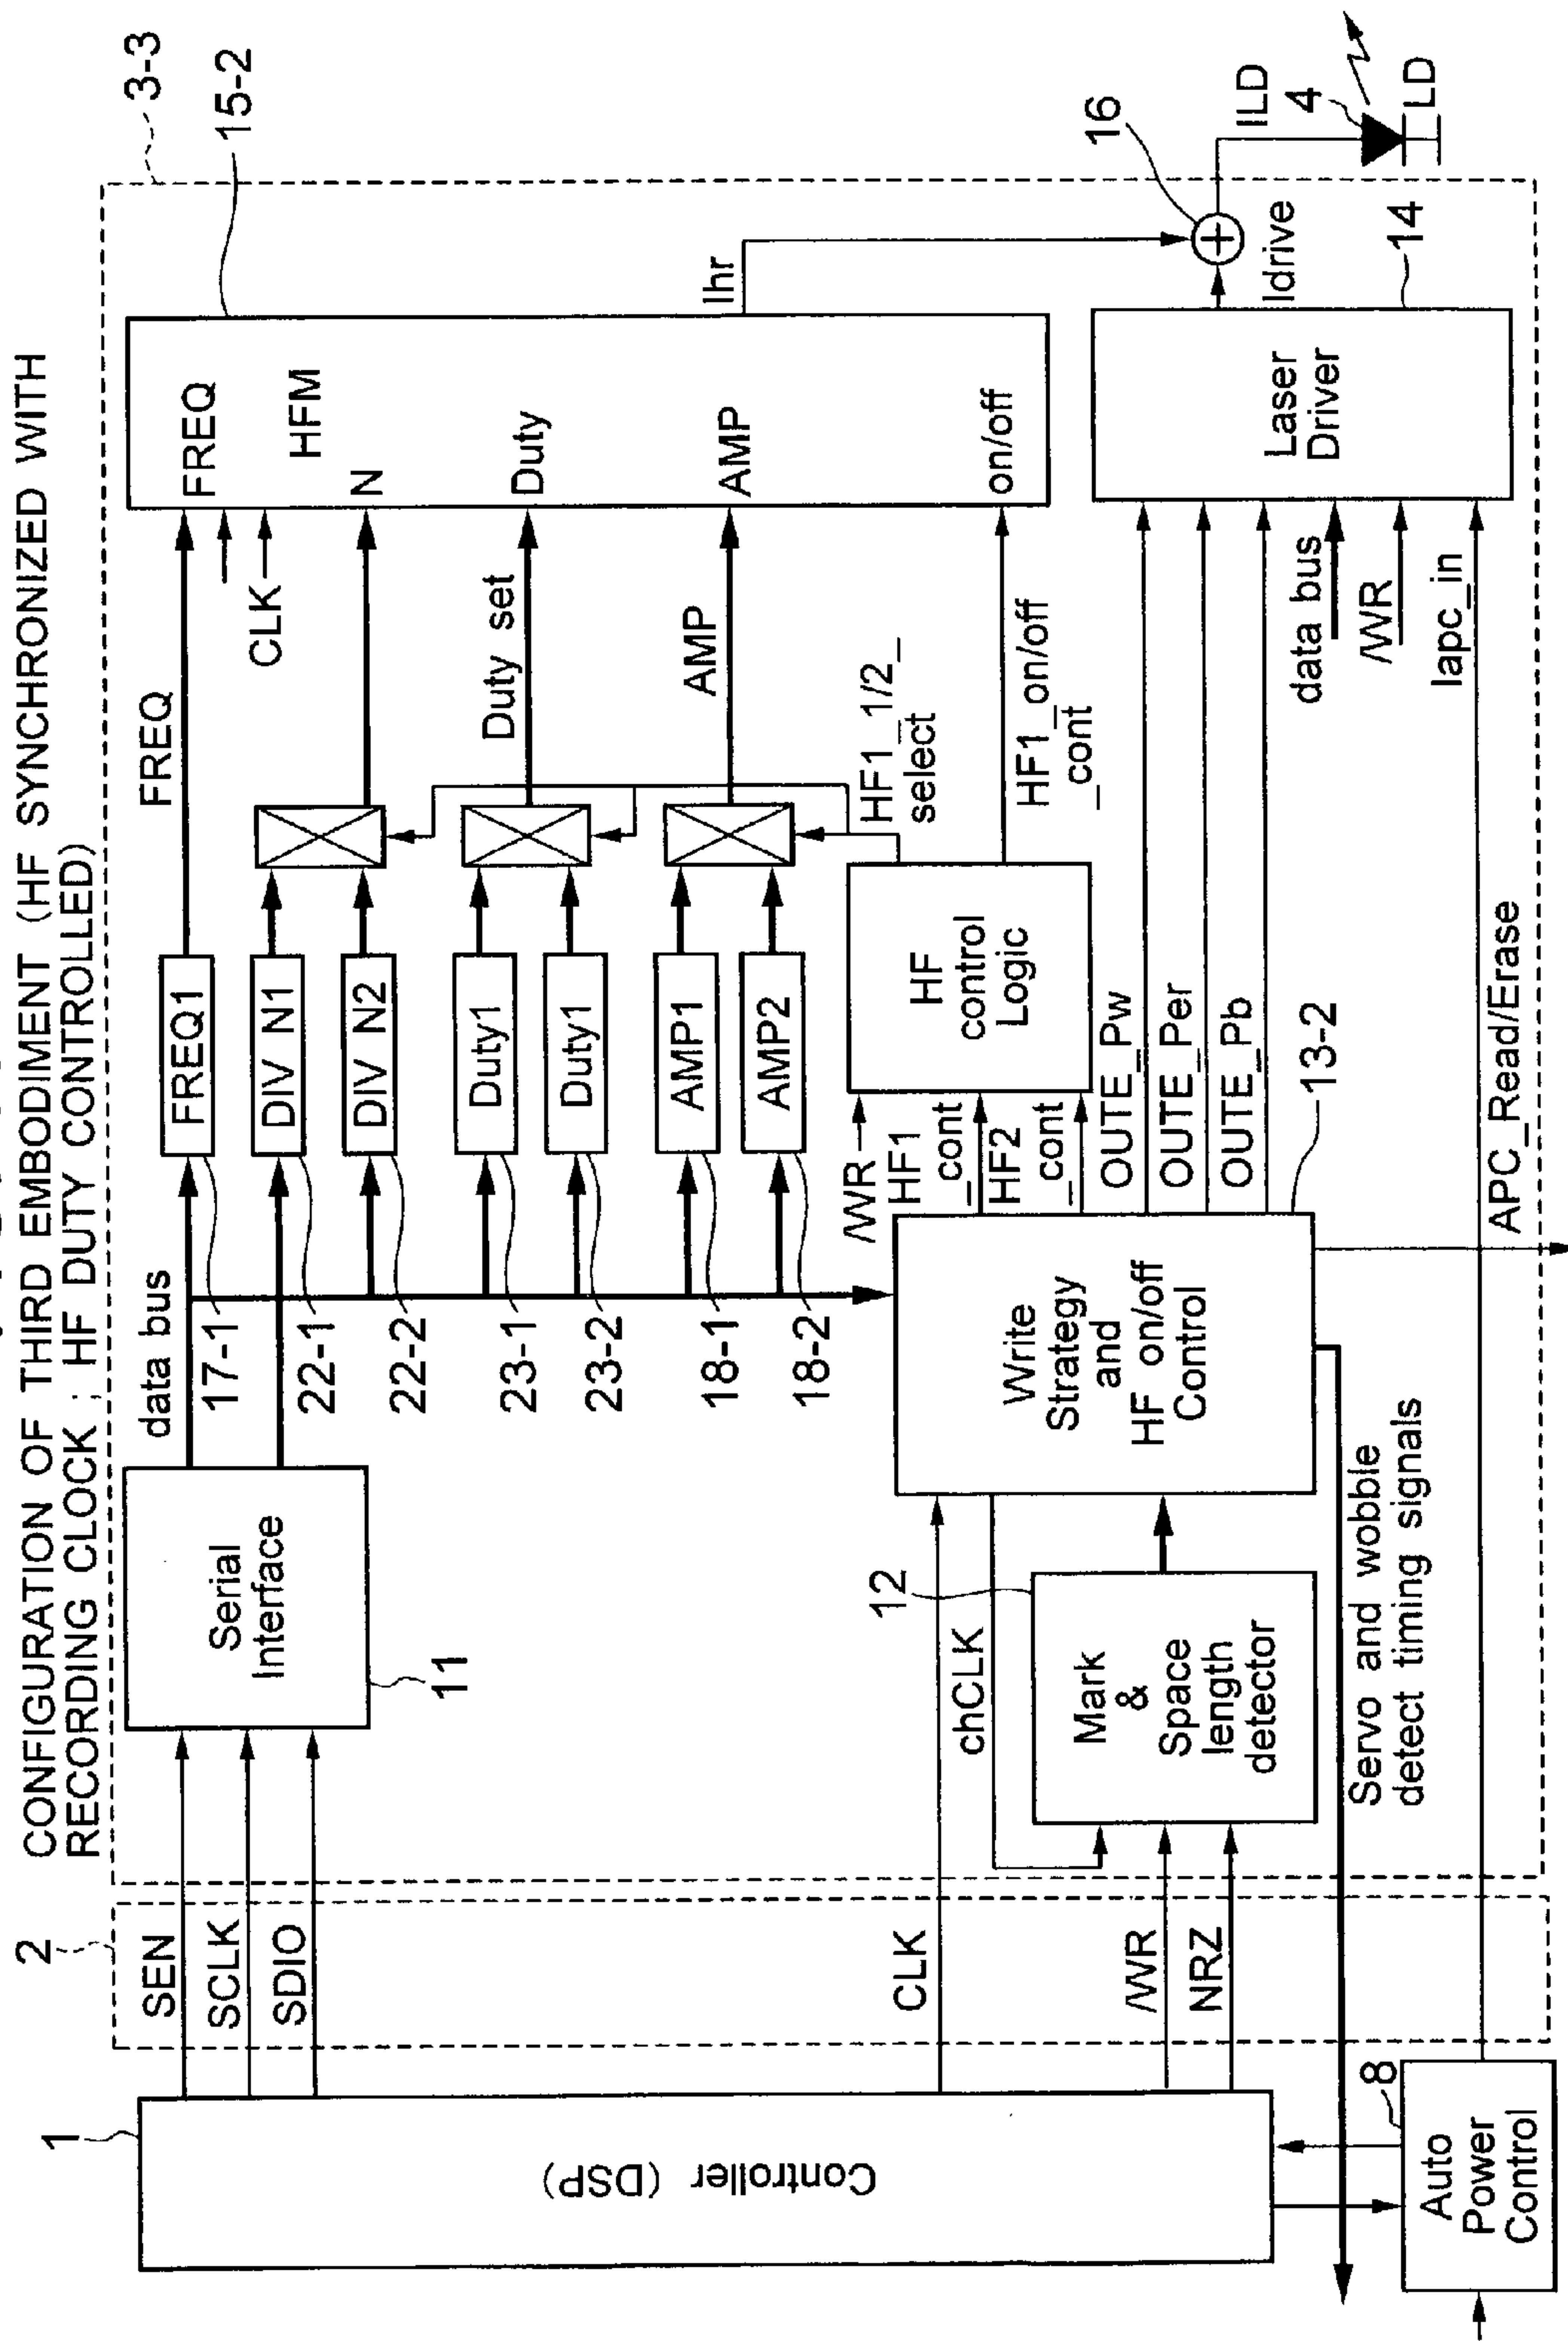 CONFIGURATION OF THIRD EMBODIMENT (HF SYNCHRONIZED WITH
RECORDING CLOCK ; HF DUTY CONTROLLED)
1
2
3-3
Controller (DSP)
SEN
SCLK
SDIO
Serial
Interface
11
data bus
17-1
22-1
22-2
23-1
23-2
18-1
18-2
FREQ1
DIV N1
DIV N2
Duty1
Duty1
AMP1
AMP2
FREQ
CLK
Duty set
AMP
HF1_1/2_
select
HF1_on/off
_cont
FREQ
HFM
N
Duty
AMP
on/off
15-2
Ihr
16
ILD
4
LD
Idrive
14
Laser
Driver
/WR
HF1
_cont
HF2
_cont
HF
control
Logic
OUTE_Pw
OUTE_Per
OUTE_Pb
13-2
data bus
/WR
Iapc_in
CLK
chCLK
/WR
NRZ
12
Mark
&
Space
length
detector
Write
Strategy
and
HF on/off
Control
Servo and wobble
detect timing signals
APC_Read/Erase
8
Auto
Power
Control